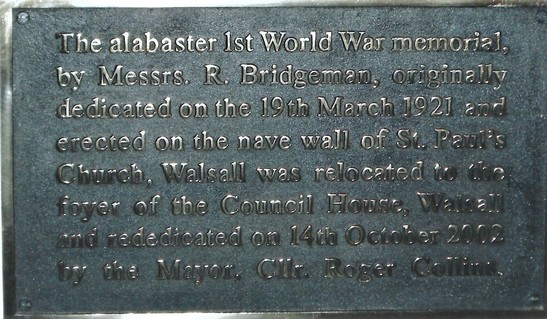 The alabaster 1st World War memorial,
by Messrs. R. Bridgeman, originally
dedicated on the 19th March 1921 and
erected on the nave wall of St. Paul's
Church, Walsall was relocated to the
foyer of the Council House, Walsall
and rededicated on 14th October 2002
by the Mayor, Cllr. Roger Collins.